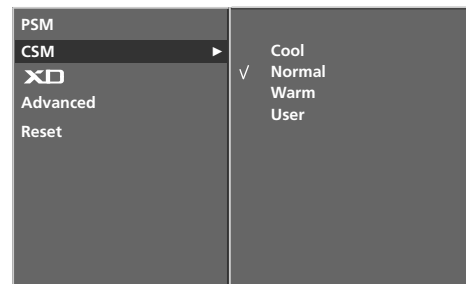 PSM
CSM ►
XD
Advanced
Reset
Cool
√ Normal
Warm
User